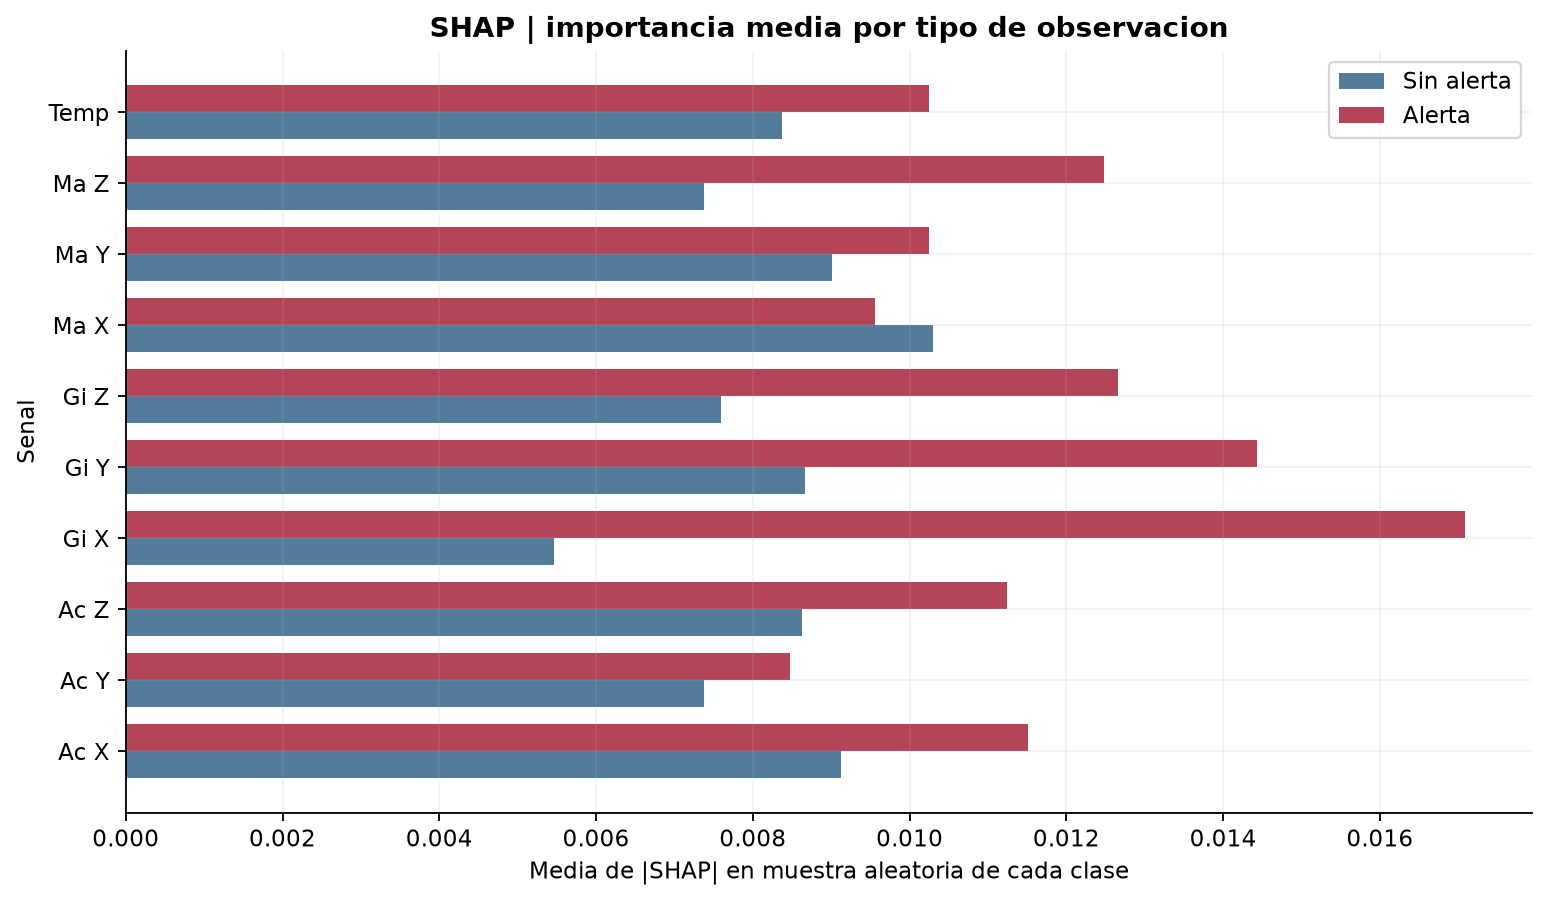 SHAP | importancia media por tipo de observacion
Sin alerta
Alerta
Temp
Ma Z
Ma Y
Ma X
Gi Z
Gi Y
Gi X
Ac Z
Ac Y
Ac X
Senal
0.000 0.002 0.004 0.006 0.008 0.010 0.012 0.014 0.016
Media de |SHAP| en muestra aleatoria de cada clase